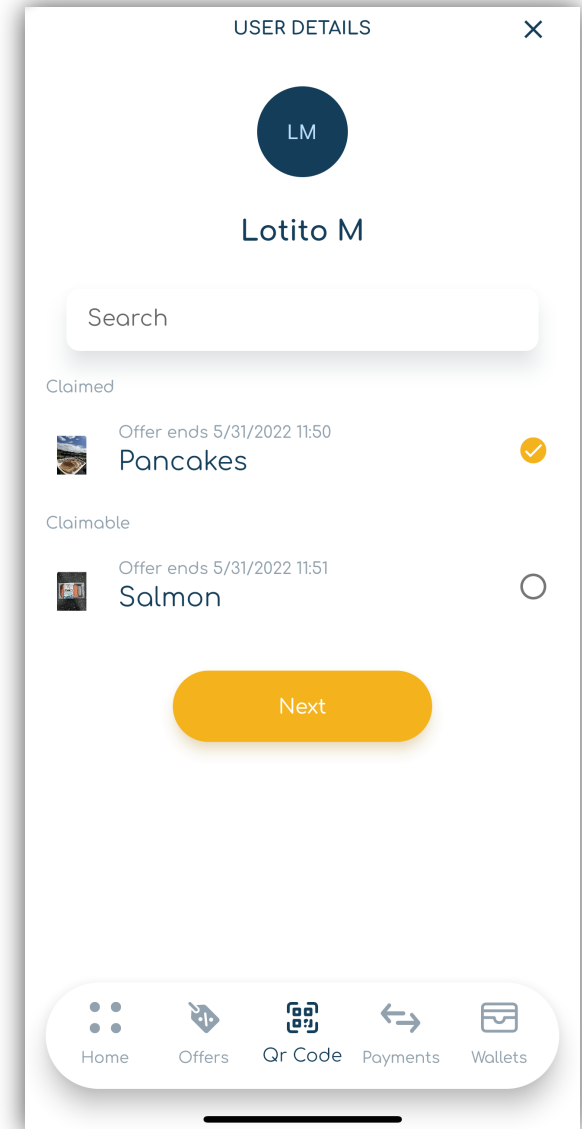 USER DETAILS
LM
Lotito M
Search
Claimed
Offer ends 5/31/2022 11:50
Pancakes
Claimable
Offer ends 5/31/2022 11:51
Salmon
Next
Home Offers Qr Code Payments Wallets